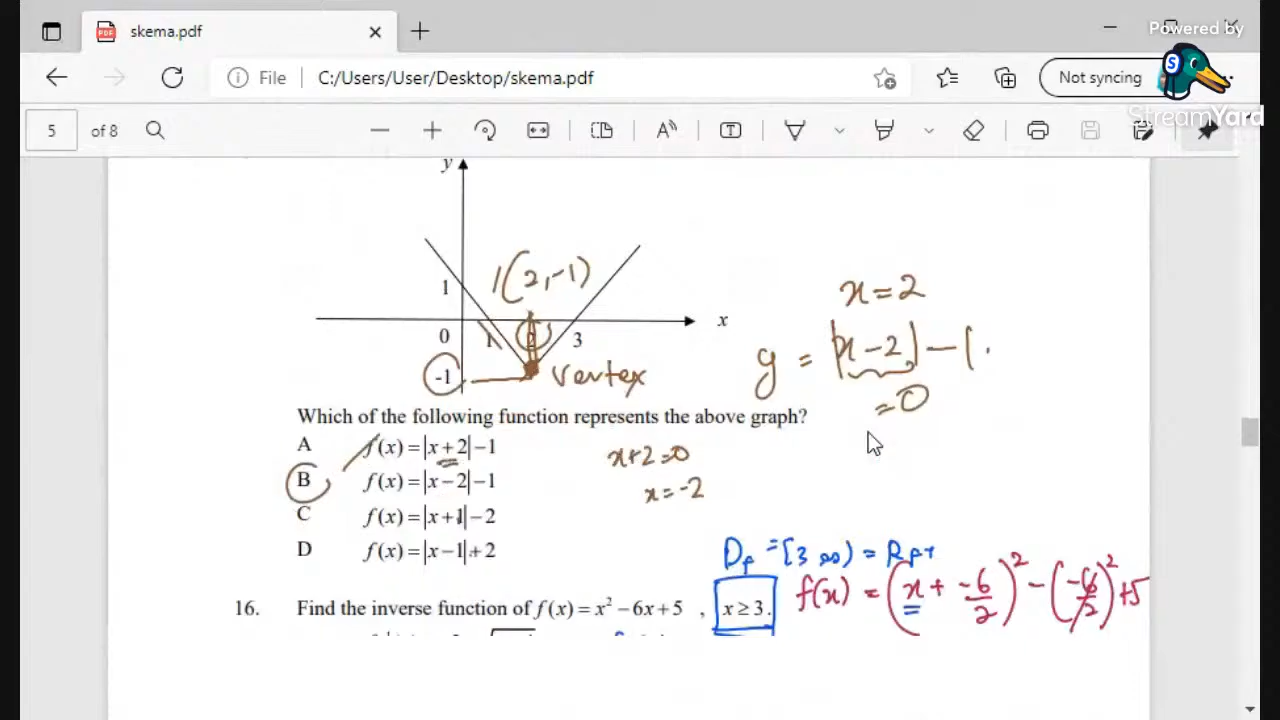 skema.pdf
Powered by
StreamYard
File C:/Users/User/Desktop/skema.pdf
Not syncing
5 of 8
y
1
(2, -1)
0 1 2 3 x
-1
vertex
x = 2
y = |x - 2| - 1.
= 0
Which of the following function represents the above graph?
A f(x) = |x + 2| - 1
B f(x) = |x - 2| - 1
C f(x) = |x + 1| - 2
D f(x) = |x - 1| + 2
x+2=0
x = -2
16. Find the inverse function of f(x) = x² - 6x + 5 , x ≥ 3.
f(x) = (x + -6/2)² - (-6/2)² + 5